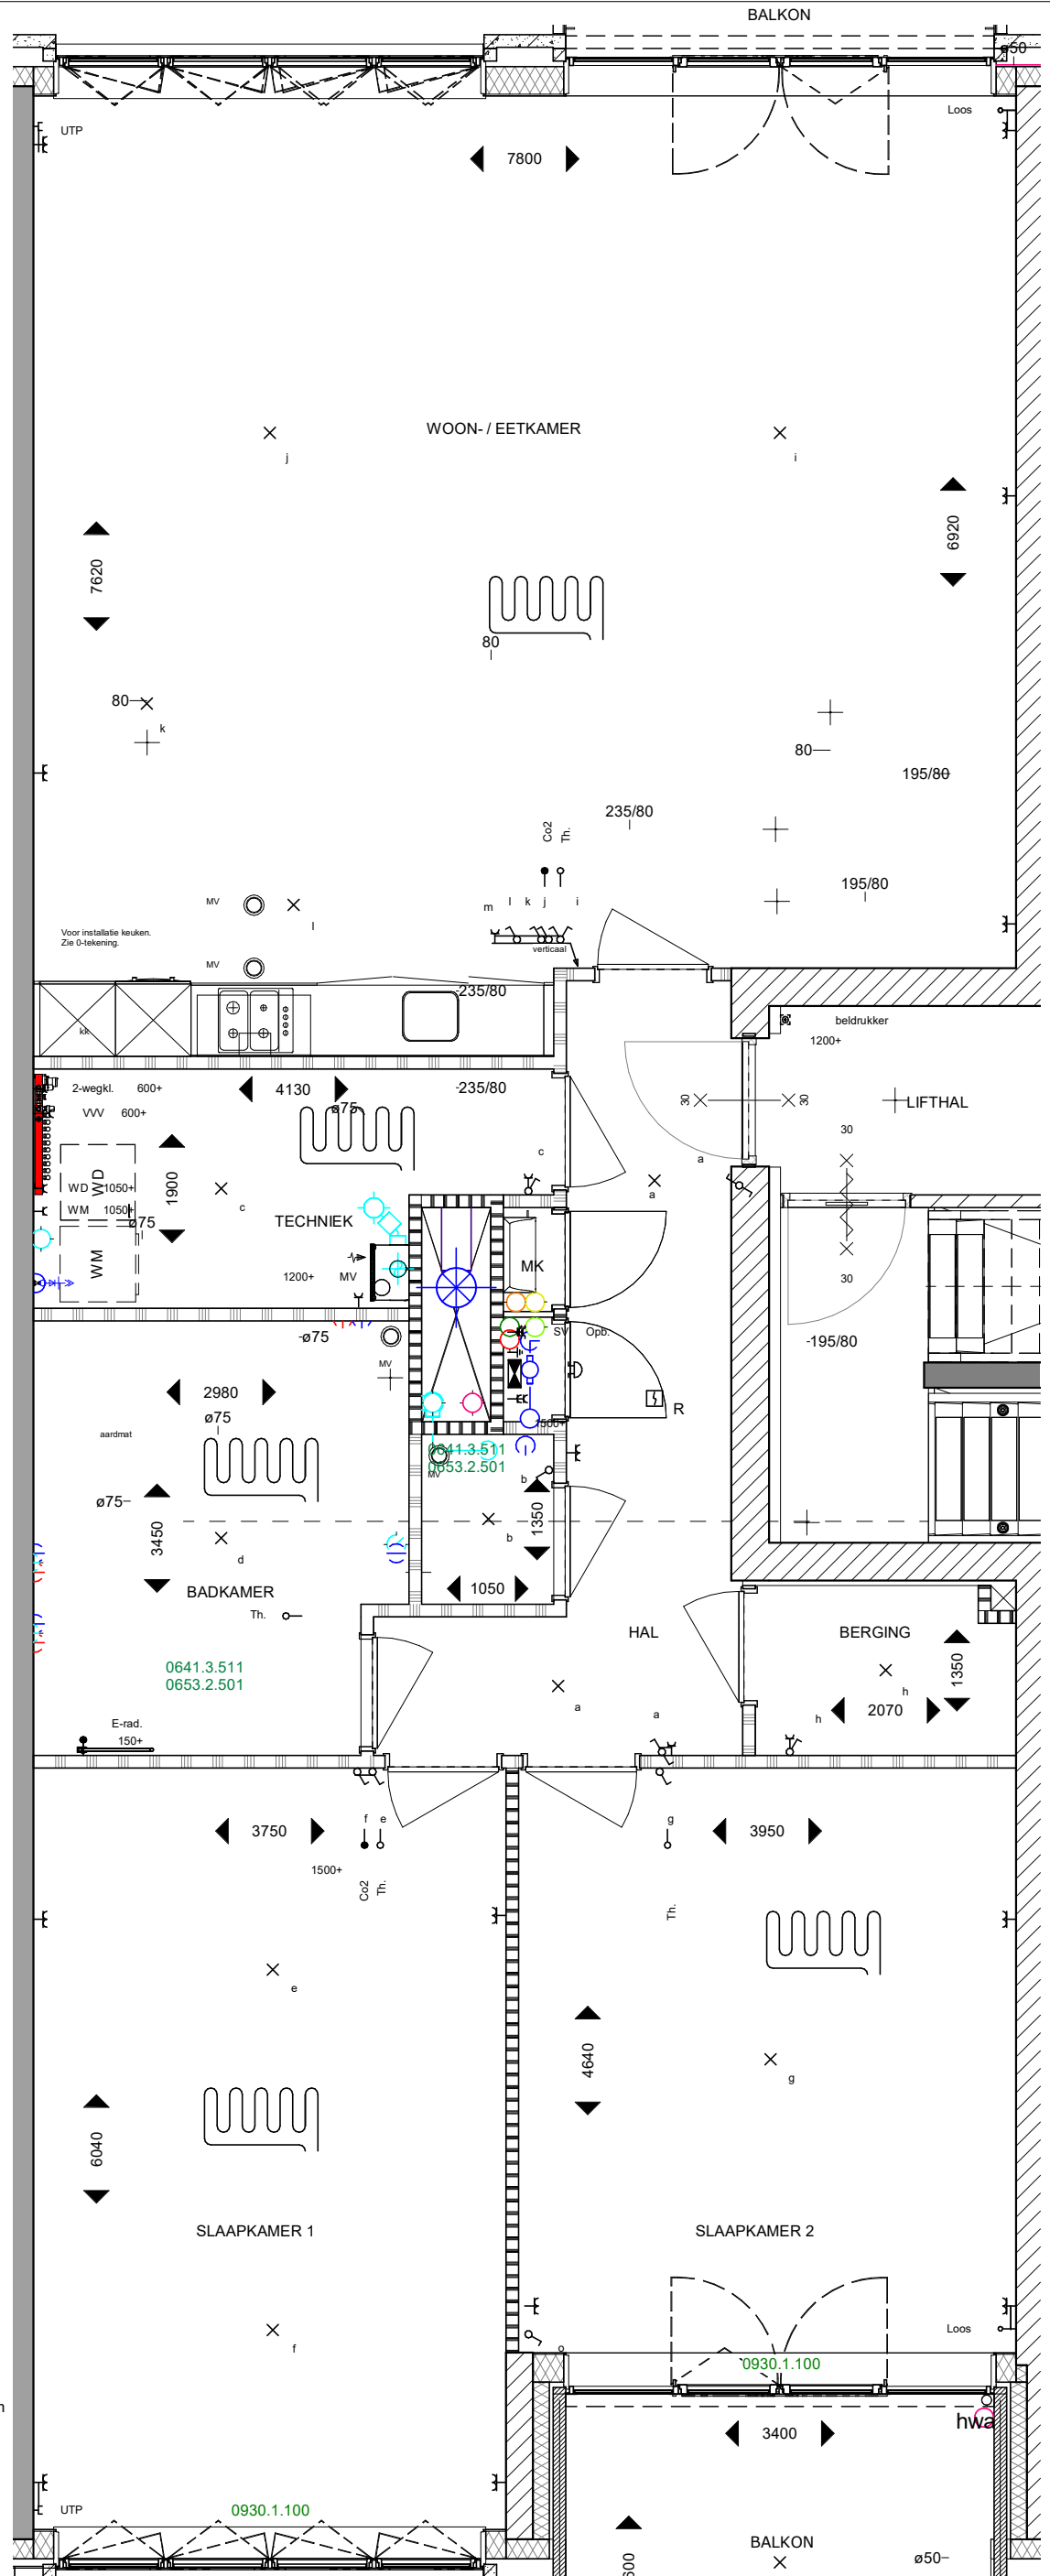 BALKON
ø50
UTP
Loos
7800
WOON- / EETKAMER
j
i
7620
6920
80
80
k
80
195/80
235/80
Co2
Th.
195/80
MV
l
m
l
k
j
i
Voor installatie keuken.
Zie 0-tekening.
verticaal
MV
235/80
kk
beldrukker
1200+
2-wegkl.
600+
4130
235/80
ø75
VVV
600+
30
30
LIFTHAL
30
c
a
WD
WD
1050+
1900
c
a
WM
1050+
ø75
TECHNIEK
WM
MK
1200+
MV
30
ø75
SV
Opb.
195/80
MV
2980
R
ø75
aardmat
1500+
0641.3.511
0653.2.501
MV
b
ø75
3450
1350
d
b
BADKAMER
1050
Th.
HAL
BERGING
1350
0641.3.511
0653.2.501
h
a
a
h
2070
E-rad.
150+
f
e
g
3750
3950
1500+
Co2
Th.
Th.
e
4640
g
6040
SLAAPKAMER 1
SLAAPKAMER 2
f
Loos
0930.1.100
n
hwa
3400
UTP
0930.1.100
BALKON
600
ø50